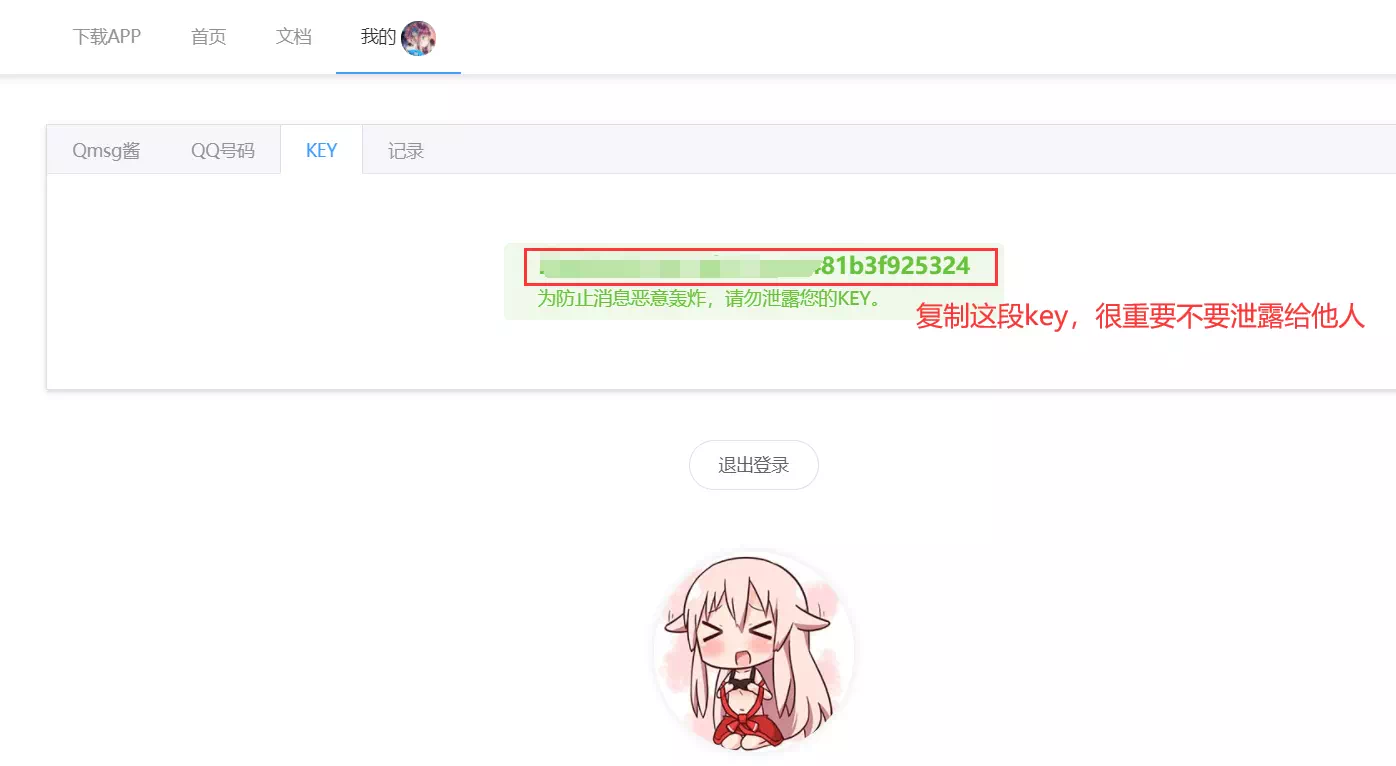 下载APP 首页 文档 我的
Qmsg酱 QQ号码 KEY 记录
81b3f925324
为防止消息恶意轰炸，请勿泄露您的KEY。
复制这段key，很重要不要泄露给他人
退出登录